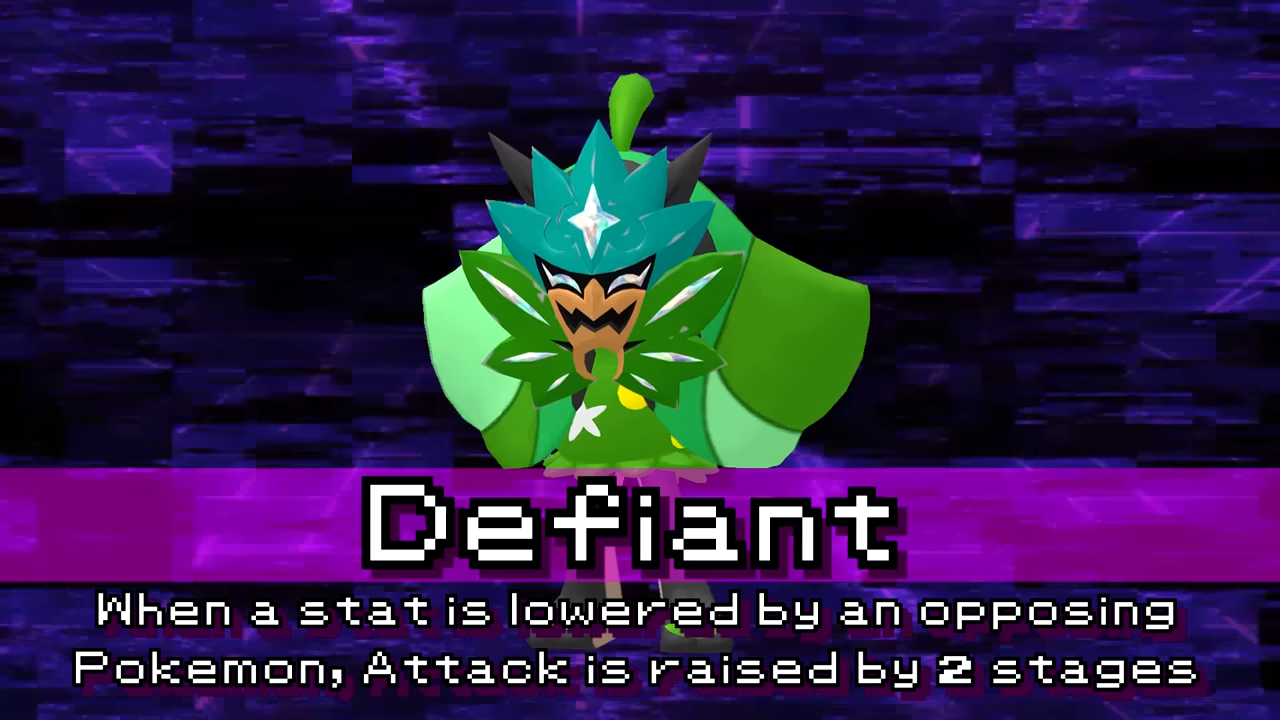 Defiant
When a stat is lowered by an opposing
Pokemon, Attack is raised by 2 stages